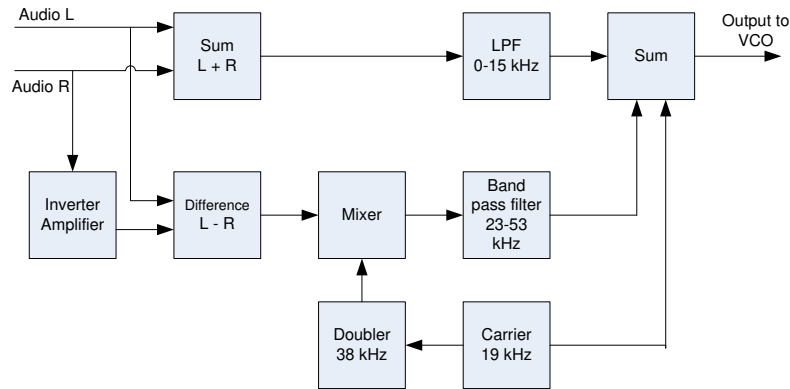 Audio L
Audio R
Sum
L + R
LPF
0-15 kHz
Sum
Output to
VCO
Inverter
Amplifier
Difference
L - R
Mixer
Band
pass filter
23-53
kHz
Doubler
38 kHz
Carrier
19 kHz